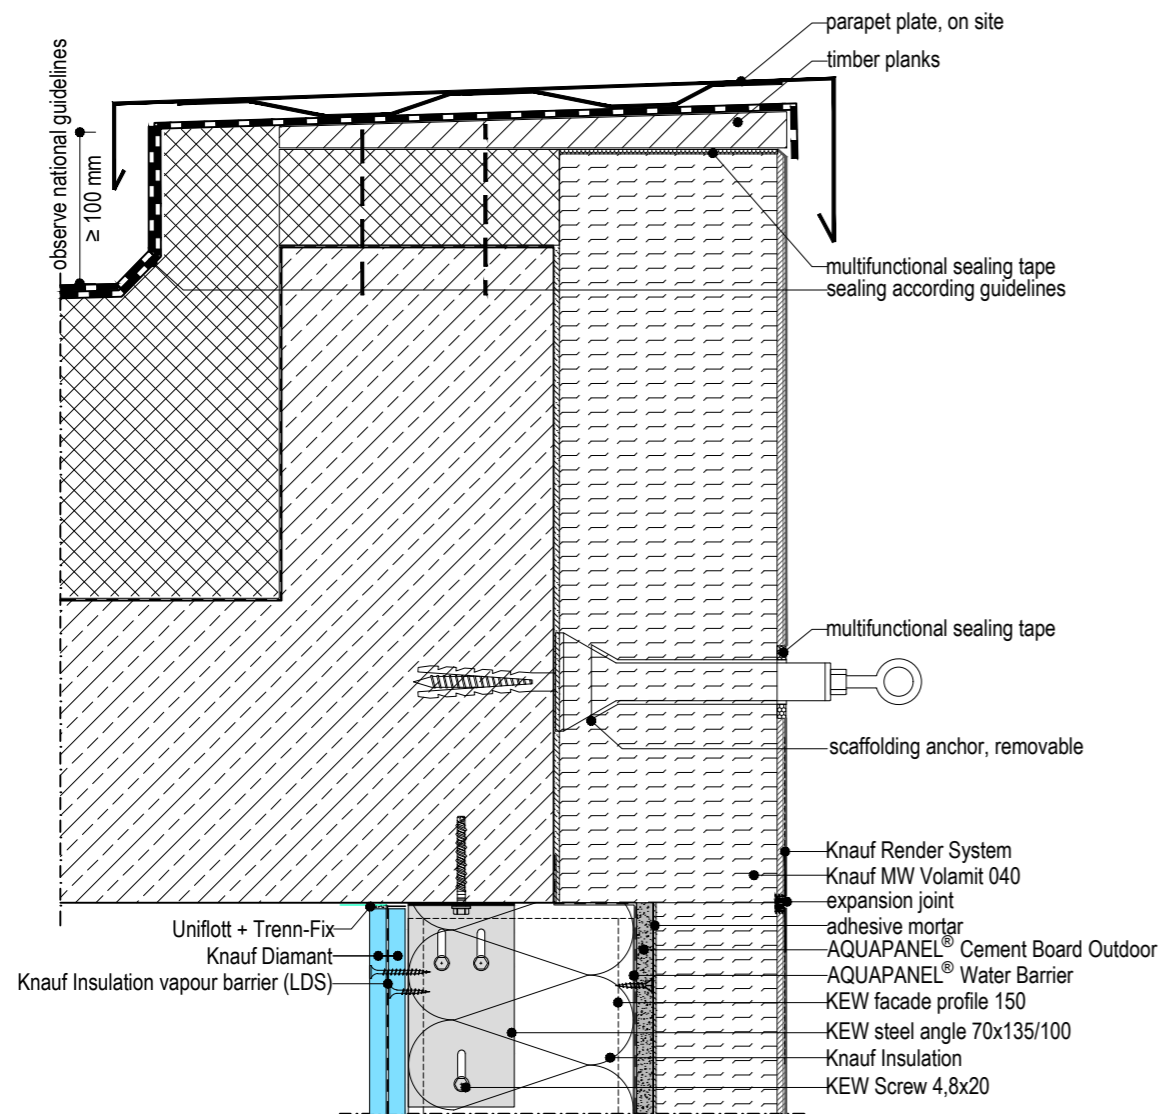 parapet plate, on site
timber planks
observe national guidelines
≥ 100 mm
multifunctional sealing tape
sealing according guidelines
multifunctional sealing tape
scaffolding anchor, removable
Knauf Render System
Knauf MW Volamit 040
expansion joint
adhesive mortar
AQUAPANEL® Cement Board Outdoor
AQUAPANEL® Water Barrier
KEW facade profile 150
KEW steel angle 70x135/100
Knauf Insulation
KEW Screw 4,8x20
Uniflott + Trenn-Fix
Knauf Diamant
Knauf Insulation vapour barrier (LDS)